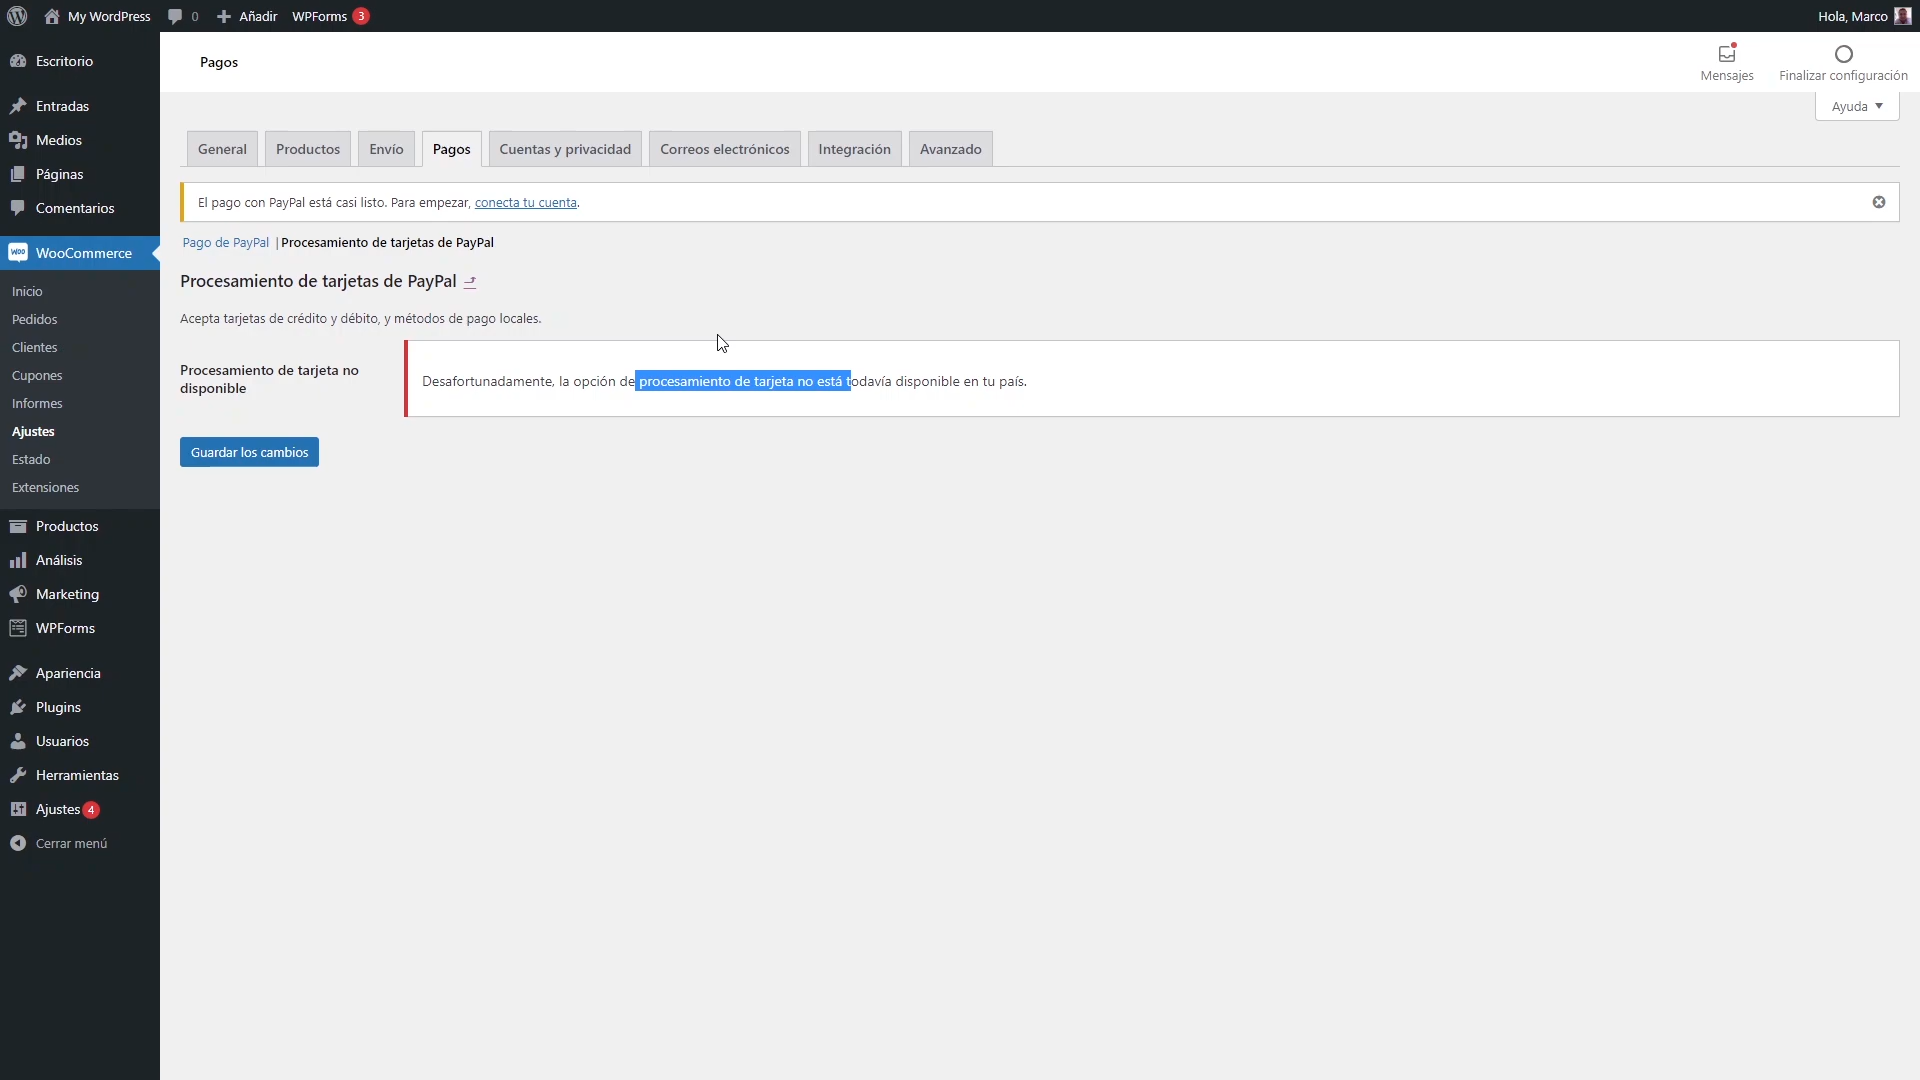 My WordPress 0 Añadir WPForms 3 Hola, Marco
Escritorio
Entradas
Medios
Páginas
Comentarios
WooCommerce
Inicio
Pedidos
Clientes
Cupones
Informes
Ajustes
Estado
Extensiones
Productos
Análisis
Marketing
WPForms
Apariencia
Plugins
Usuarios
Herramientas
Ajustes 4
Cerrar menú
Pagos
Mensajes
Finalizar configuración
Ayuda
General Productos Envío Pagos Cuentas y privacidad Correos electrónicos Integración Avanzado
El pago con PayPal está casi listo. Para empezar, conecta tu cuenta.
Pago de PayPal | Procesamiento de tarjetas de PayPal
Procesamiento de tarjetas de PayPal
Acepta tarjetas de crédito y débito, y métodos de pago locales.
Procesamiento de tarjeta no
disponible
Desafortunadamente, la opción de procesamiento de tarjeta no está todavía disponible en tu país.
Guardar los cambios